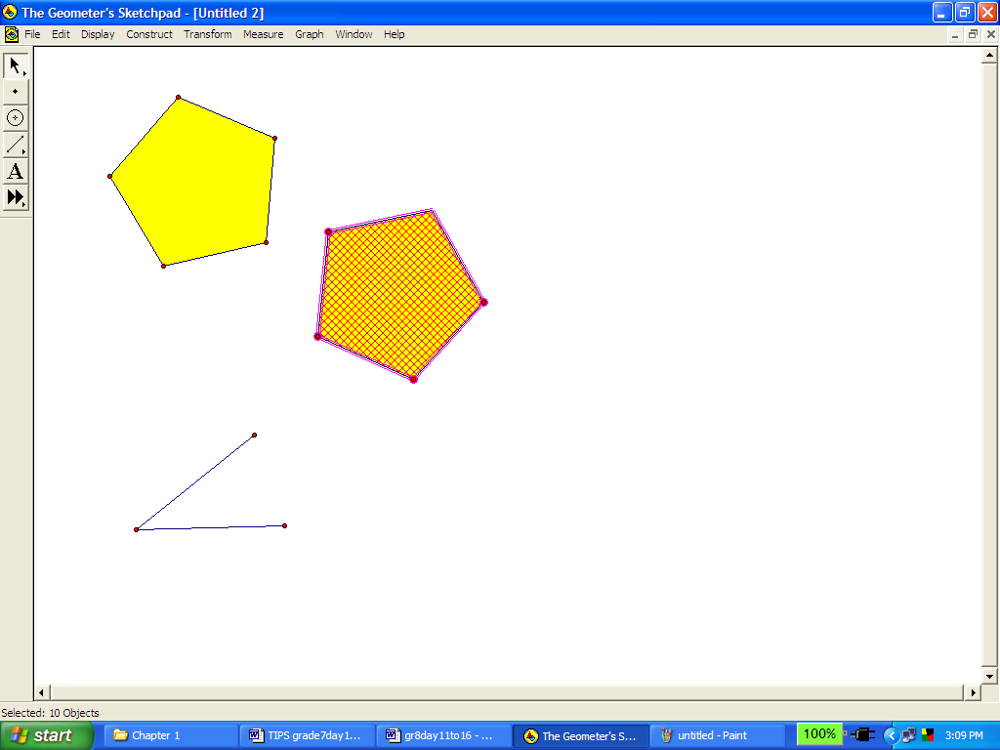 The Geometer's Sketchpad - [Untitled 2]
File Edit Display Construct Transform Measure Graph Window Help
A
Selected: 10 Objects
start Chapter 1 TIPS grade7day1... gr8day11to16 - ... The Geometer's S... untitled - Paint 100% 3:09 PM